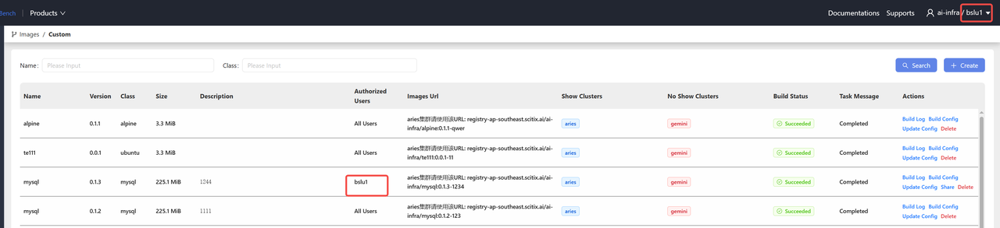 Bench Products Documentations Supports ai-infra / bslu1
Images / Custom
Name: Please input Class: Please input Search + Create
Name Version Class Size Description Authorized Users Images Url Show Clusters No Show Clusters Build Status Task Message Actions
alpine 0.1.1 alpine 3.3 MiB All Users aries集群请使用该URL: registry-ap-southeast.scitix.ai/ai-infra/alpine:0.1.1-qwer aries gemini Succeeded Completed Build Log Build Config Update Config Delete
te111 0.0.1 ubuntu 3.3 MiB All Users aries集群请使用该URL: registry-ap-southeast.scitix.ai/ai-infra/te111:0.0.1-11 aries gemini Succeeded Completed Build Log Build Config Update Config Delete
mysql 0.1.3 mysql 225.1 MiB 1244 bslu1 aries集群请使用该URL: registry-ap-southeast.scitix.ai/ai-infra/mysql:0.1.3-1234 aries gemini Succeeded Completed Build Log Build Config Update Config Share Delete
mysql 0.1.2 mysql 225.1 MiB 1111 All Users aries集群请使用该URL: registry-ap-southeast.scitix.ai/ai-infra/mysql:0.1.2-123 aries gemini Succeeded Completed Build Log Build Config Update Config Delete